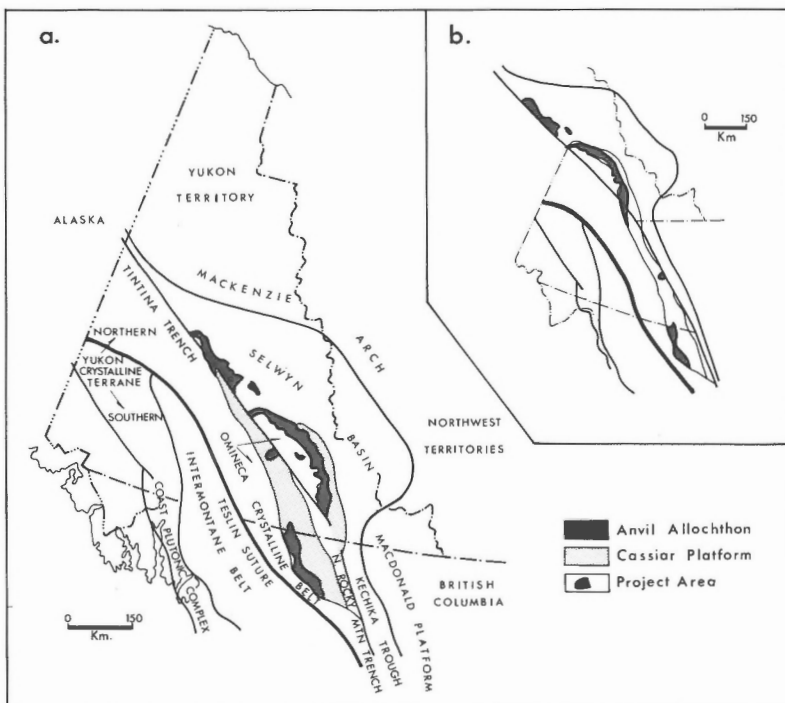 a.
YUKON
TERRITORY
ALASKA
MACKENZIE
ARCH
TINTINA TRENCH
NORTHERN
YUKON
CRYSTALLINE
TERRANE
SOUTHERN
SELWYN
BASIN
NORTHWEST
TERRITORIES
OMINECA
CRYSTALLINE
BELT
INTERMONTANE BELT
TESLIN SUTURE
COAST PLUTONIC
COMPLEX
N ROCKY
MTN TRENCH
KECHIKA
TROUGH
MACDONALD PLATFORM
BRITISH
COLUMBIA
0 150
Km.
b.
0 150
Km
Anvil Allochthon
Cassiar Platform
Project Area